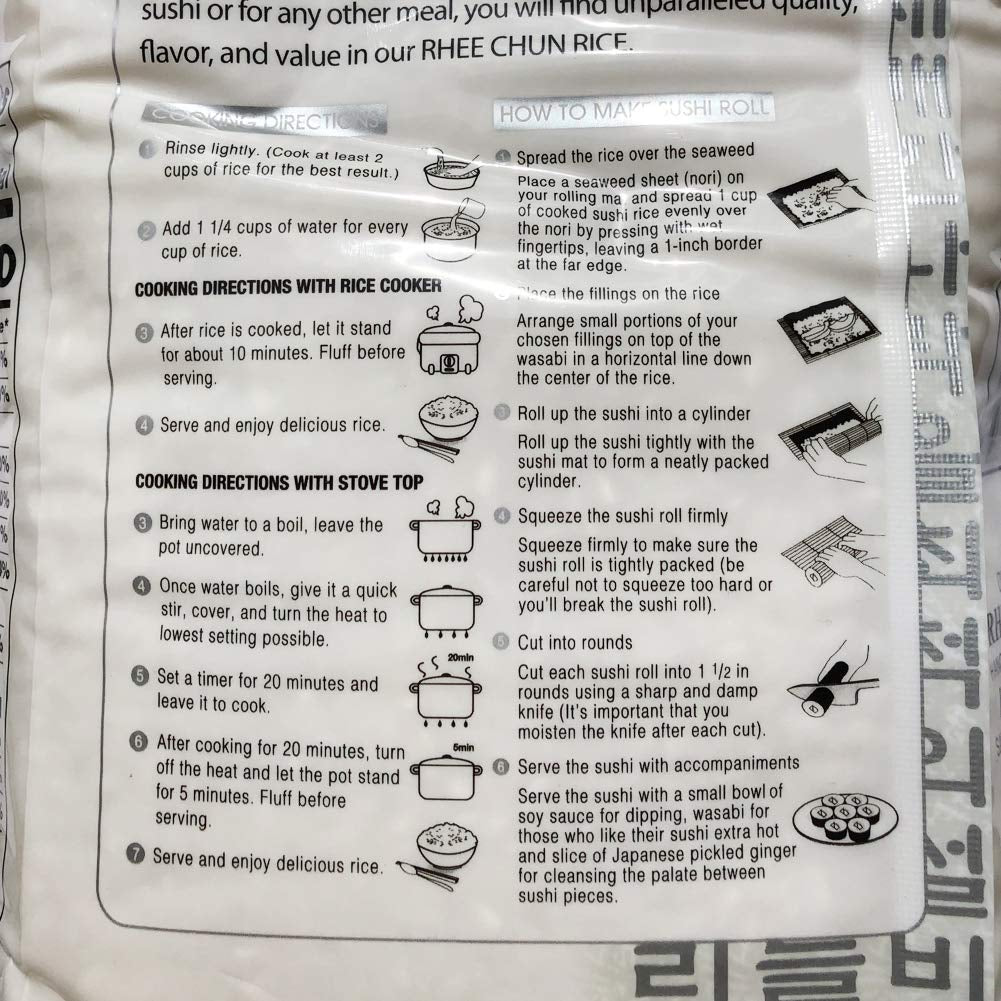 sushi or for any other meal, you will find unparalleled quality,
flavor, and value in our RHEE CHUN RICE.
COOKING DIRECTIONS
1 Rinse lightly. (Cook at least 2
cups of rice for the best result.)
2 Add 1 1/4 cups of water for every
cup of rice.
COOKING DIRECTIONS WITH RICE COOKER
3 After rice is cooked, let it stand
for about 10 minutes. Fluff before
serving.
4 Serve and enjoy delicious rice.
COOKING DIRECTIONS WITH STOVE TOP
3 Bring water to a boil, leave the
pot uncovered.
4 Once water boils, give it a quick
stir, cover, and turn the heat to
lowest setting possible.
20min
5 Set a timer for 20 minutes and
leave it to cook.
6 After cooking for 20 minutes, turn
off the heat and let the pot stand
for 5 minutes. Fluff before
serving.
5min
7 Serve and enjoy delicious rice.
HOW TO MAKE SUSHI ROLL
1 Spread the rice over the seaweed
Place a seaweed sheet (nori) on
your rolling ma and spread 1 cup
of cooked sushi rice evenly over
the nori by pressing with wet
fingertips, leaving a 1-inch border
at the far edge.
Place the fillings on the rice
Arrange small portions of your
chosen fillings on top of the
wasabi in a horizontal line down
the center of the rice.
3 Roll up the sushi into a cylinder
Roll up the sushi tightly with the
sushi mat to form a neatly packed
cylinder.
4 Squeeze the sushi roll firmly
Squeeze firmly to make sure the
sushi roll is tightly packed (be
careful not to squeeze too hard or
you'll break the sushi roll).
5 Cut into rounds
Cut each sushi roll into 1 1/2 in
rounds using a sharp and damp
knife (It's important that you
moisten the knife after each cut).
6 Serve the sushi with accompaniments
Serve the sushi with a small bowl of
soy sauce for dipping, wasabi for
those who like their sushi extra hot
and slice of Japanese pickled ginger
for cleansing the palate between
sushi pieces.